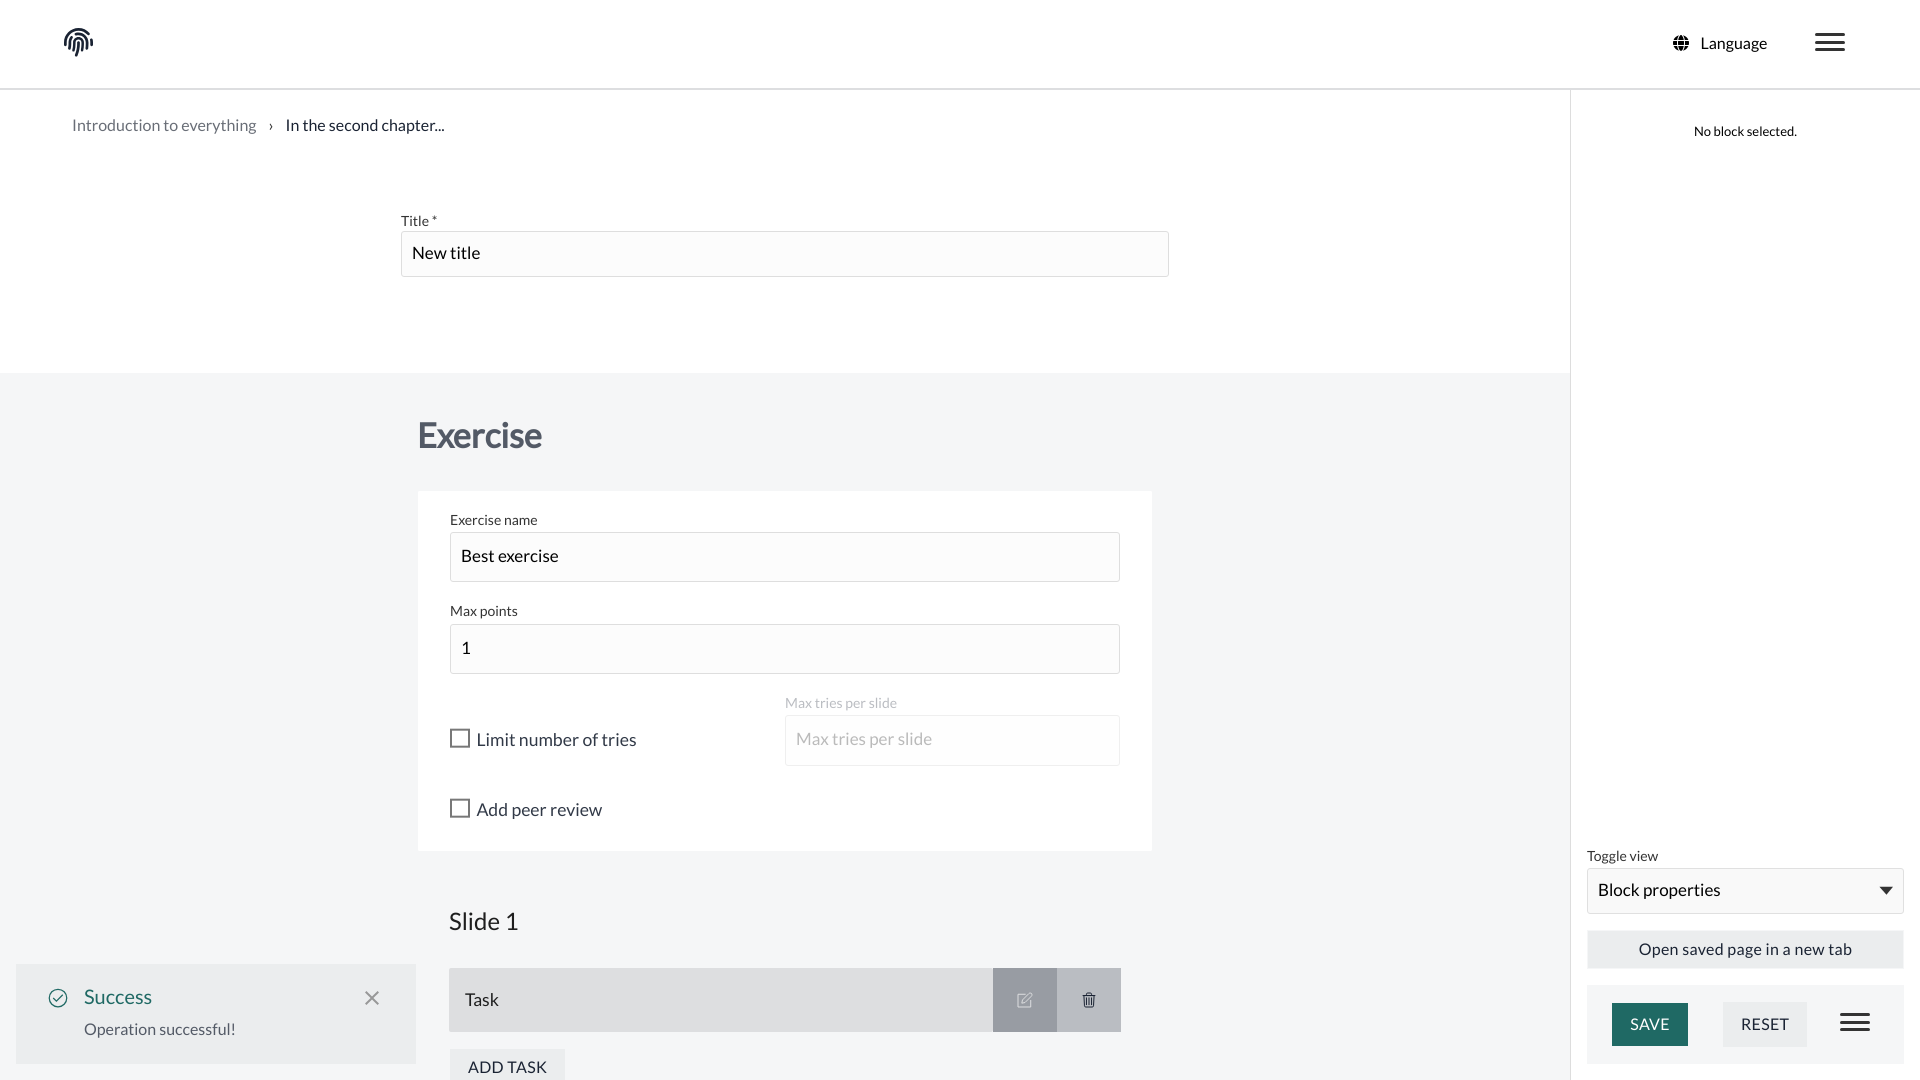 Language
Introduction to everything › In the second chapter...
No block selected.
Title *
New title
Exercise
Exercise name
Best exercise
Max points
1
Max tries per slide
Limit number of tries
Max tries per slide
Add peer review
Toggle view
Block properties
Slide 1
Open saved page in a new tab
Success
Operation successful!
Task
SAVE
RESET
ADD TASK